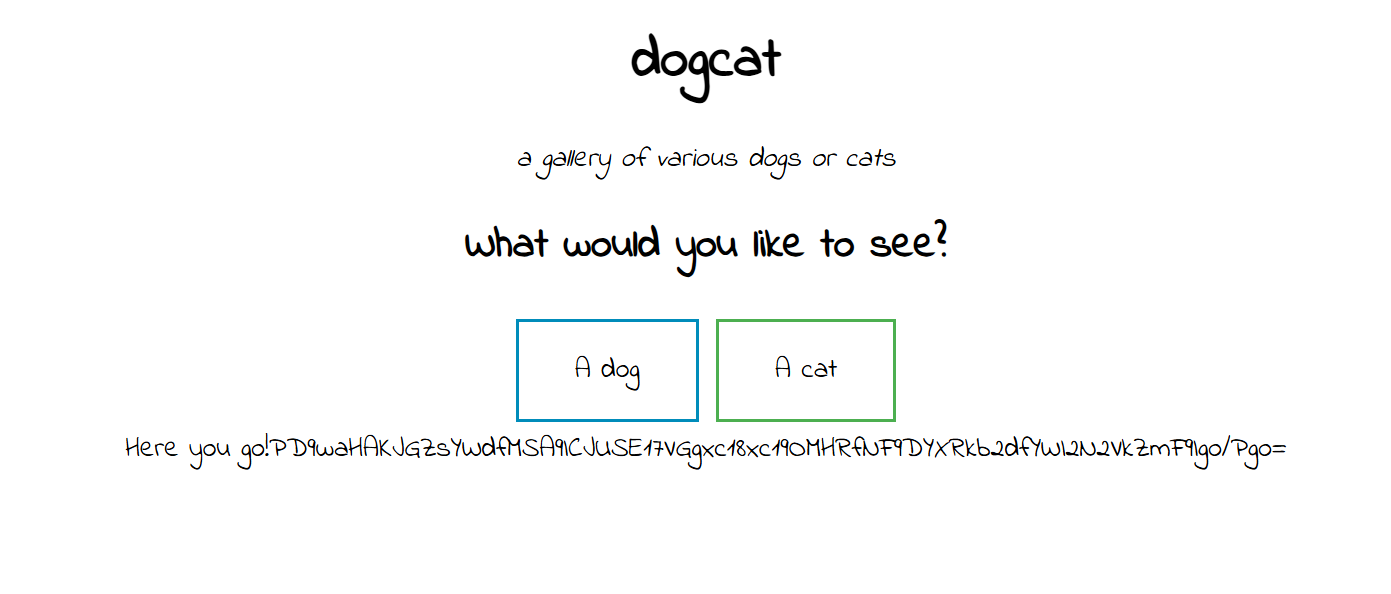 dogcat
a gallery of various dogs or cats
What would you like to see?
A dog A cat
Here you go!PD9waHAKJGZsYWdfMSA9ICJUSE17VGgxc18xc19OMHRfNF9DYXRkb2dfYWI2N2VkZmF9Igo/Pgo=